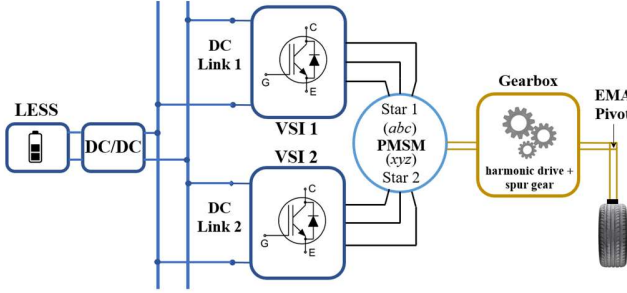 LESS
DC/DC
DC
Link 1
C
G
E
VSI 1
VSI 2
DC
Link 2
C
G
E
Star 1
(abc)
PMSM
(xyz)
Star 2
Gearbox
harmonic drive +
spur gear
EMA
Pivot